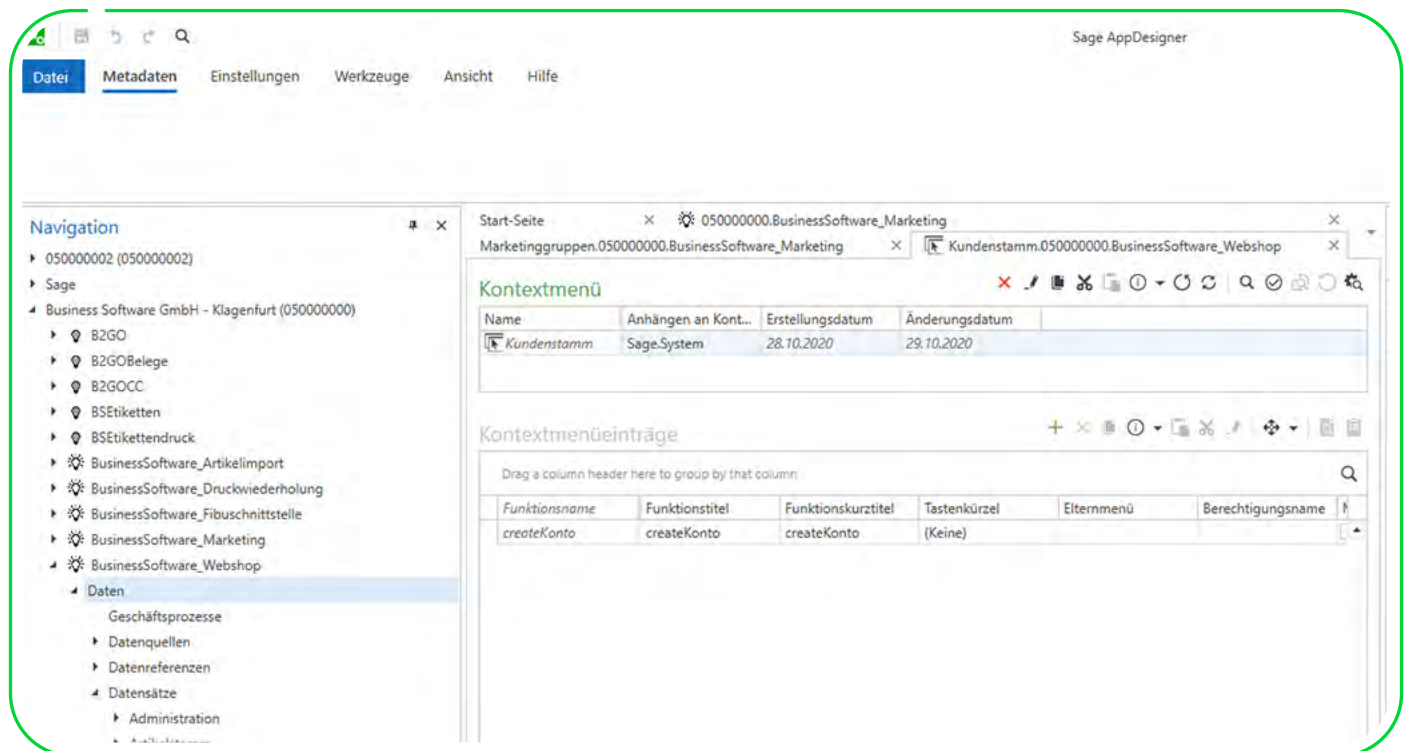 Sage AppDesigner
Datei Metadaten Einstellungen Werkzeuge Ansicht Hilfe
Navigation
050000002 (050000002)
Sage
Business Software GmbH - Klagenfurt (050000000)
B2GO
B2GOBelege
B2GOCC
BSEtiketten
BSEtikettendruck
BusinessSoftware_Artikelimport
BusinessSoftware_Druckwiederholung
BusinessSoftware_Fibuschnittstelle
BusinessSoftware_Marketing
BusinessSoftware_Webshop
Daten
Geschäftsprozesse
Datenquellen
Datenreferenzen
Datensätze
Administration
Start-Seite 050000000.BusinessSoftware_Marketing
Marketinggruppen.050000000.BusinessSoftware_Marketing Kundenstamm.050000000.BusinessSoftware_Webshop
Kontextmenü
Name Anhängen an Kont... Erstellungsdatum Änderungsdatum
Kundenstamm Sage.System 28.10.2020 29.10.2020
Kontextmenüeinträge
Drag a column header here to group by that column
Funktionsname Funktionstitel Funktionskurztitel Tastenkürzel Elternmenü Berechtigungsname
createKonto createKonto createKonto (Keine)